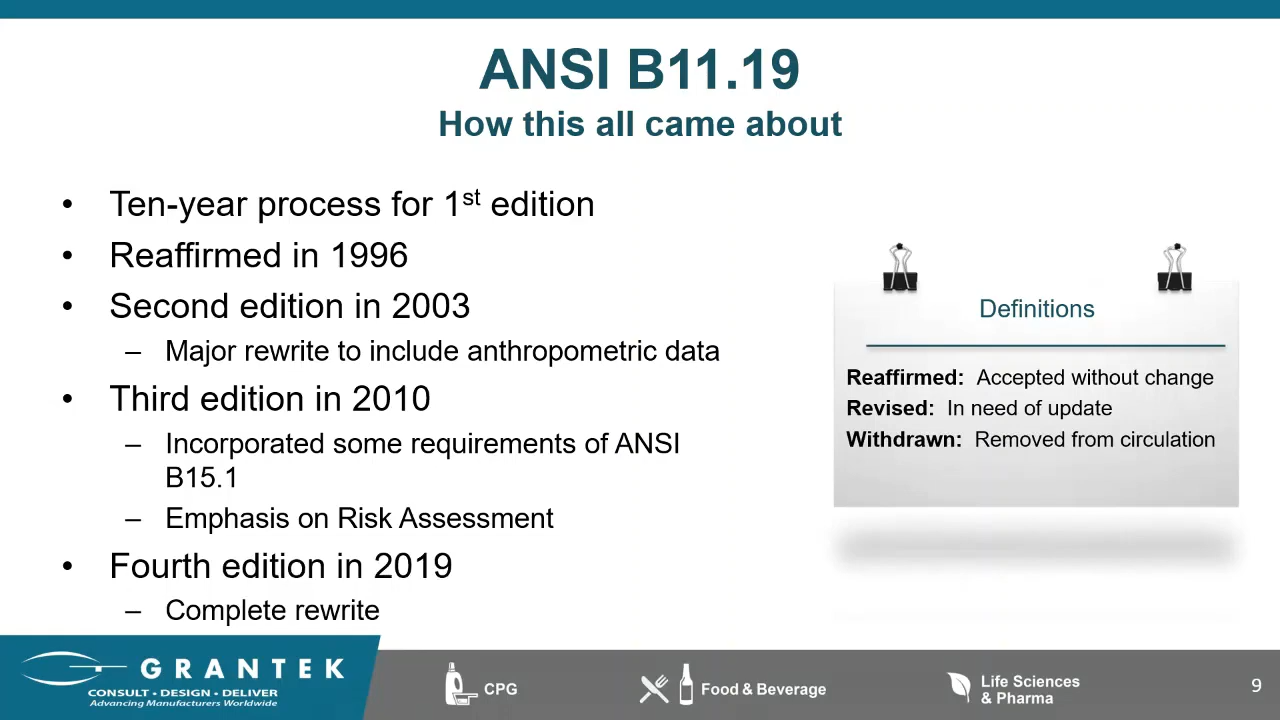 ANSI B11.19
How this all came about
• Ten-year process for 1st edition
• Reaffirmed in 1996
• Second edition in 2003
– Major rewrite to include anthropometric data
• Third edition in 2010
– Incorporated some requirements of ANSI
B15.1
– Emphasis on Risk Assessment
• Fourth edition in 2019
– Complete rewrite
Definitions
Reaffirmed: Accepted without change
Revised: In need of update
Withdrawn: Removed from circulation
GRANTEK
CONSULT • DESIGN • DELIVER
Advancing Manufacturers Worldwide
CPG
Food & Beverage
Life Sciences
& Pharma
9